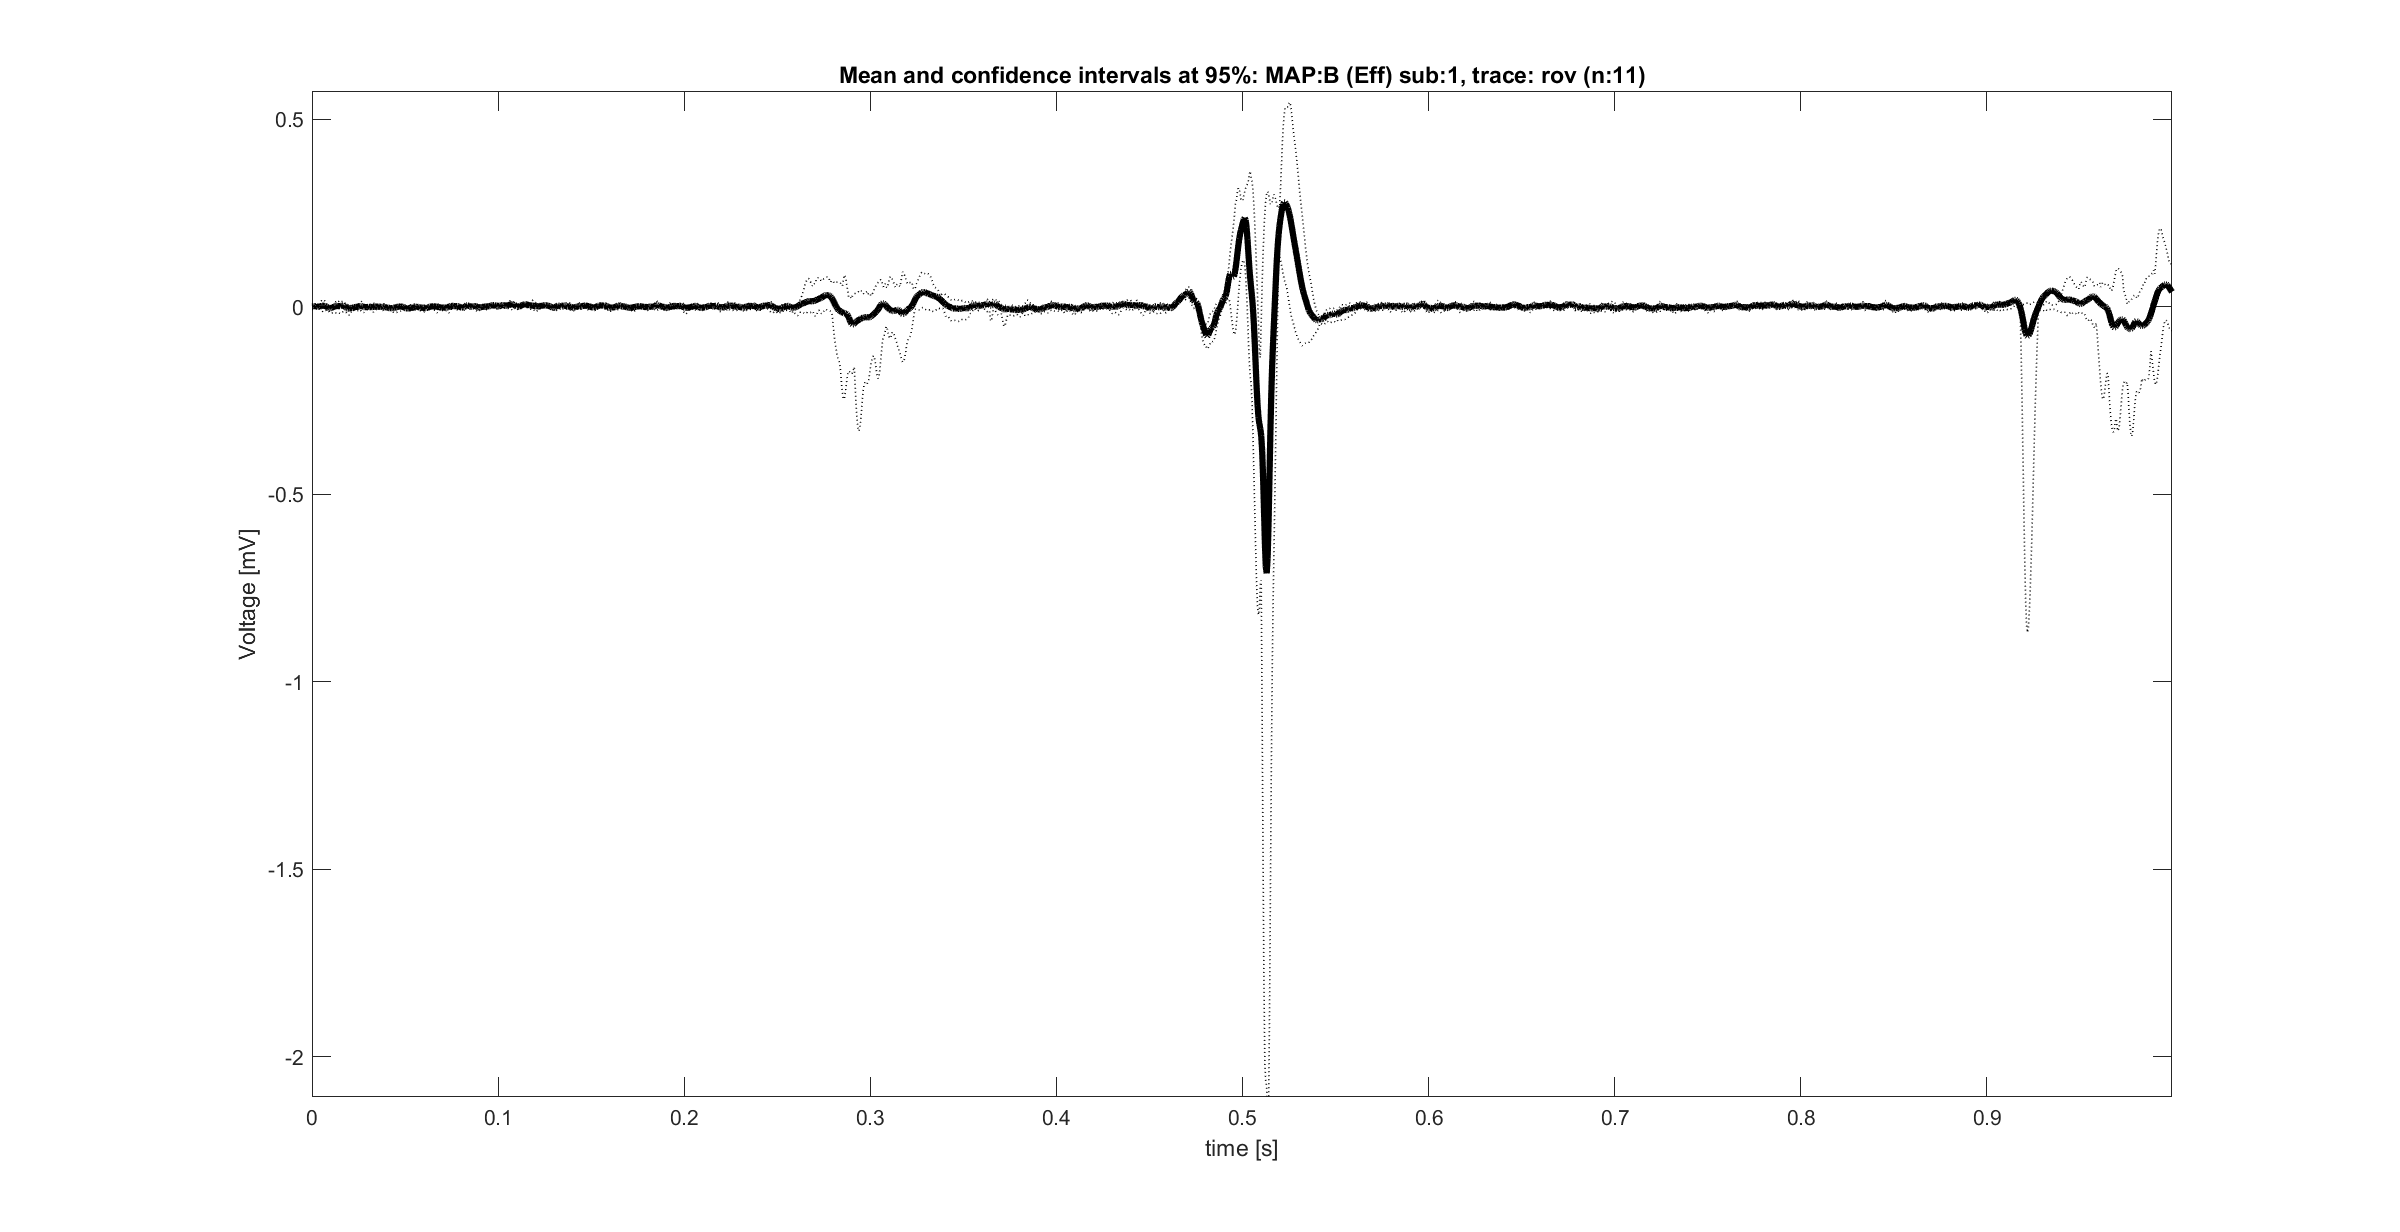 Mean and confidence intervals at 95%: MAP:B (Eff) sub:1, trace: rov (n:11)
0.5
0
-0.5
-1
-1.5
-2
Voltage [mV]
0 0.1 0.2 0.3 0.4 0.5 0.6 0.7 0.8 0.9
time [s]